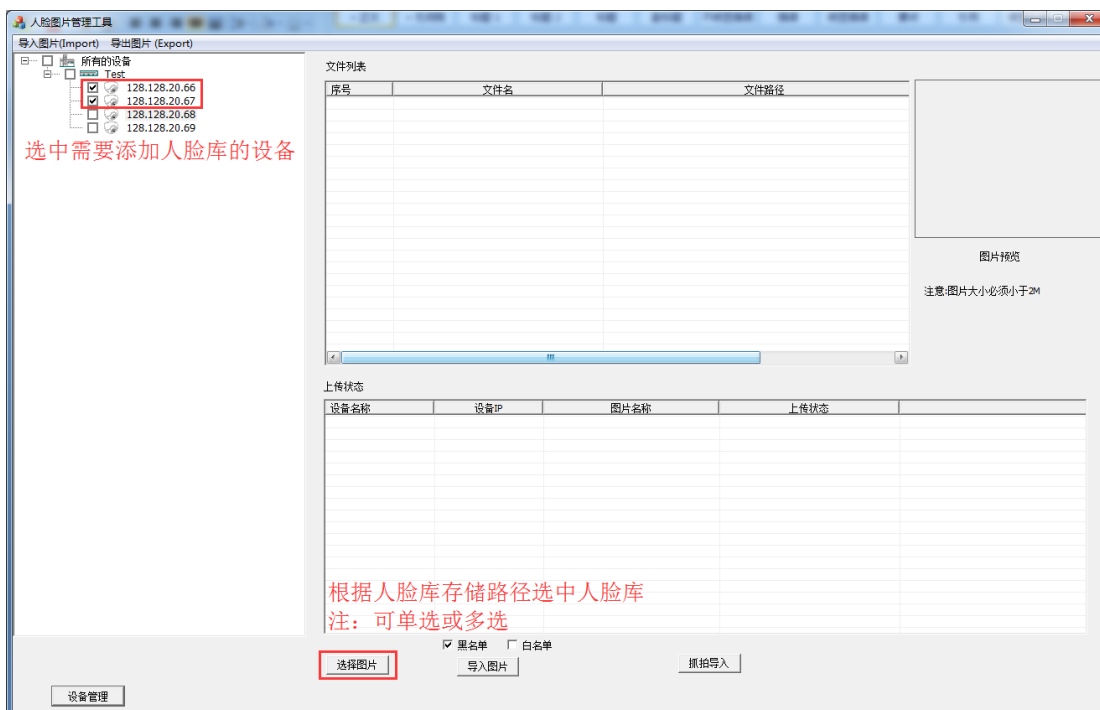 人脸图片管理工具
导入图片(Import) 导出图片 (Export)
所有的设备
Test
128.128.20.66
128.128.20.67
128.128.20.68
128.128.20.69
选中需要添加人脸库的设备
文件列表
序号 文件名 文件路径
图片预览
注意:图片大小必须小于2M
上传状态
设备名称 设备IP 图片名称 上传状态
根据人脸库存储路径选中人脸库
注：可单选或多选
黑名单 白名单
选择图片 导入图片 抓拍导入
设备管理